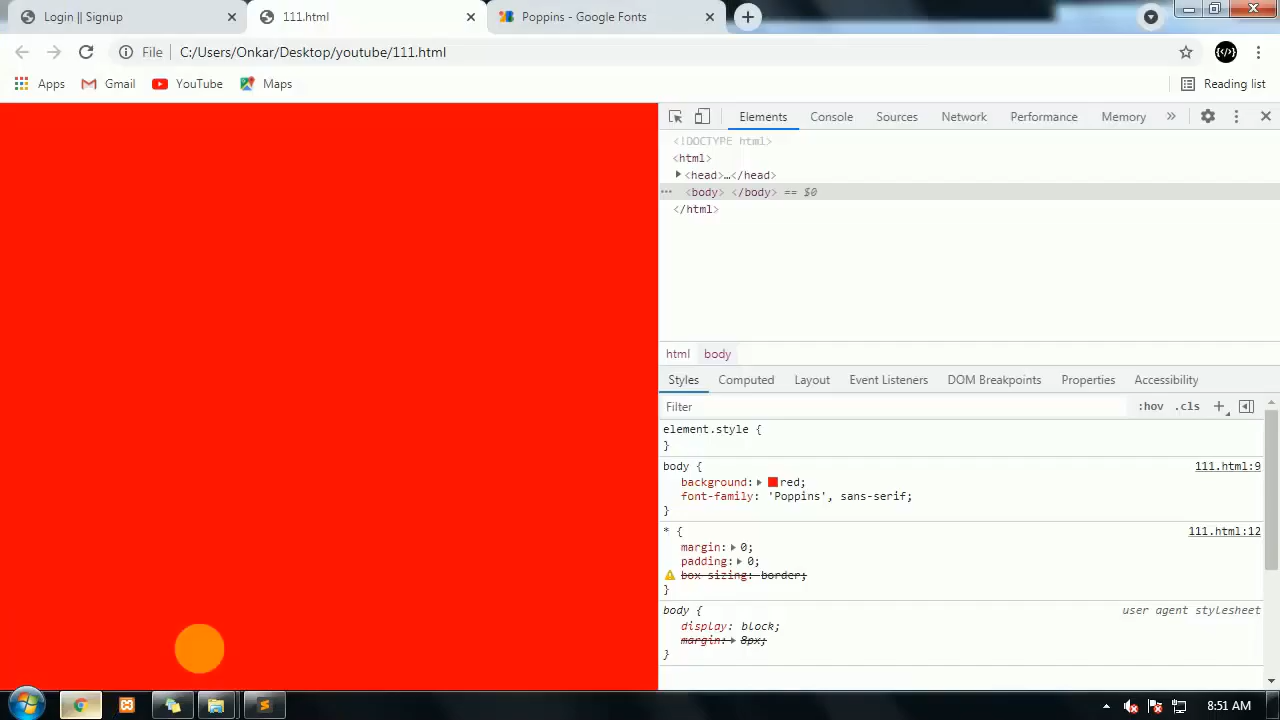 Login || Signup
111.html
Poppins - Google Fonts
File
C:/Users/Onkar/Desktop/youtube/111.html
Apps
Gmail
YouTube
Maps
Reading list
Elements
Console
Sources
Network
Performance
Memory
<!DOCTYPE html>
<html>
<head>…</head>
<body> </body> == $0
</html>
html
body
Styles
Computed
Layout
Event Listeners
DOM Breakpoints
Properties
Accessibility
Filter
:hov .cls
element.style {
}
body {
111.html:9
background: red;
font-family: 'Poppins', sans-serif;
}
* {
111.html:12
margin: 0;
padding: 0;
box-sizing: border;
}
body {
user agent stylesheet
display: block;
margin: 8px;
}
8:51 AM